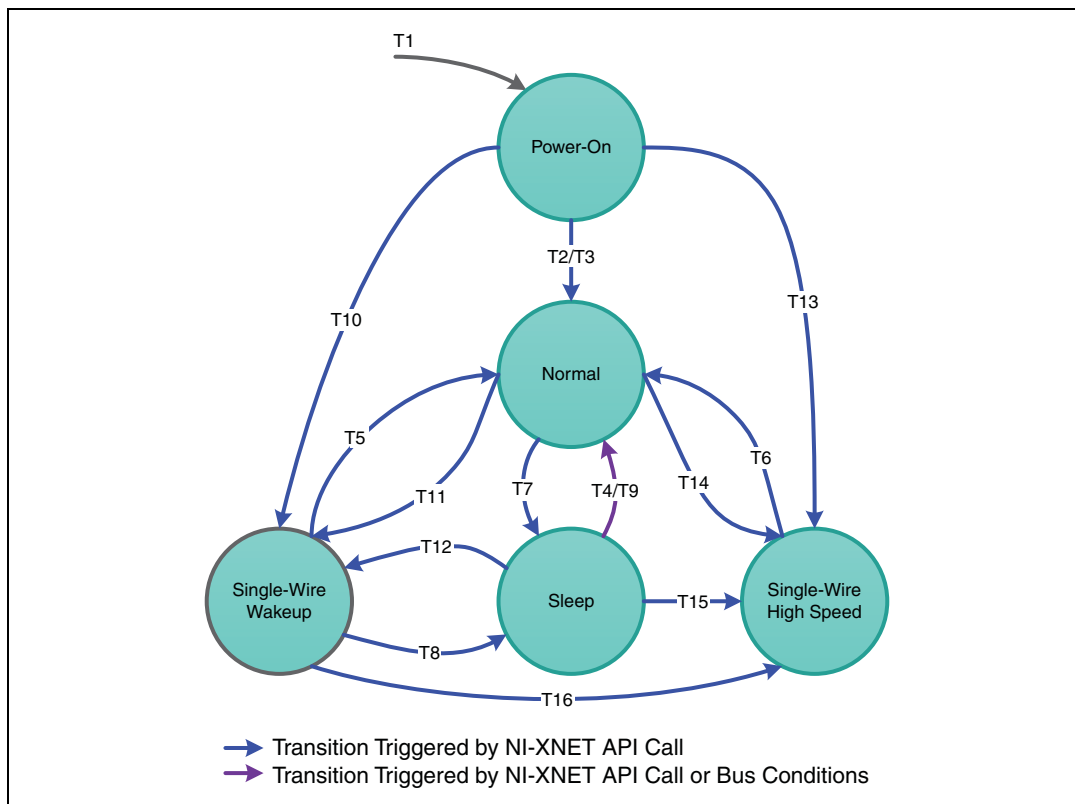 T1
Power-On
T2/T3
T10
T13
Normal
T5
T6
T11
T7
T4/T9
T14
T12
Single-Wire
Wakeup
Sleep
T15
Single-Wire
High Speed
T8
T16
Transition Triggered by NI-XNET API Call
Transition Triggered by NI-XNET API Call or Bus Conditions